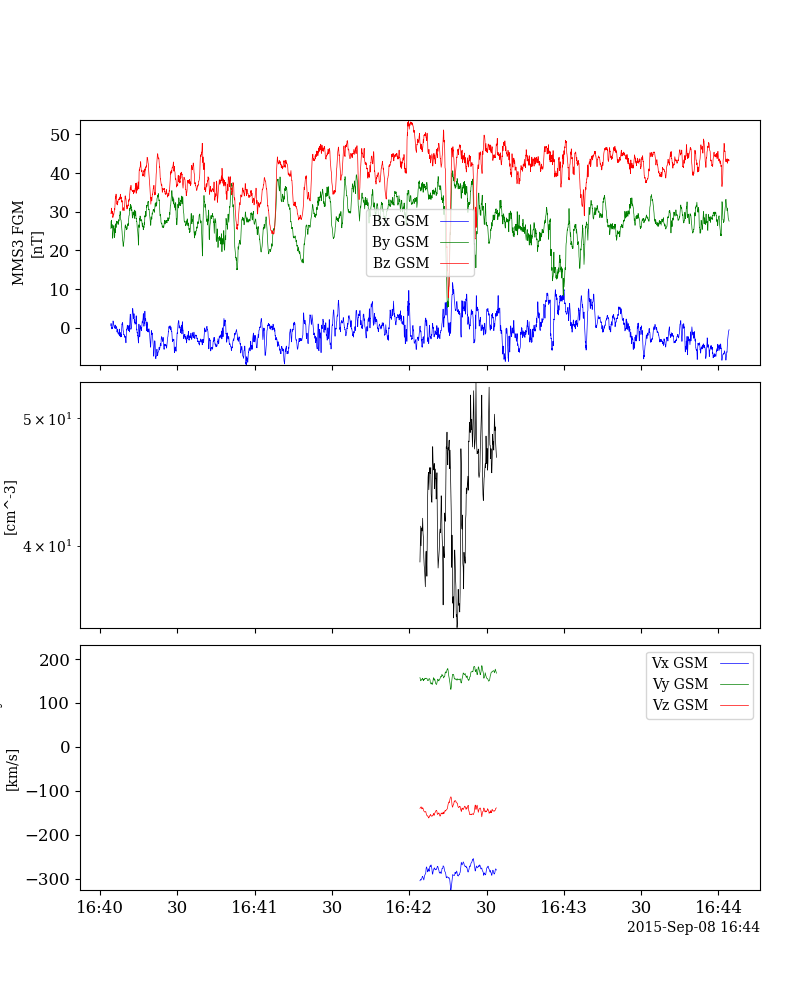 50
40
30
20
10
0
MMS3 FGM
[nT]
Bx GSM
By GSM
Bz GSM
5 × 10¹
4 × 10¹
[cm^-3]
200
100
0
−100
−200
−300
[km/s]
Vx GSM
Vy GSM
Vz GSM
16:40 30 16:41 30 16:42 30 16:43 30 16:44
2015-Sep-08 16:44